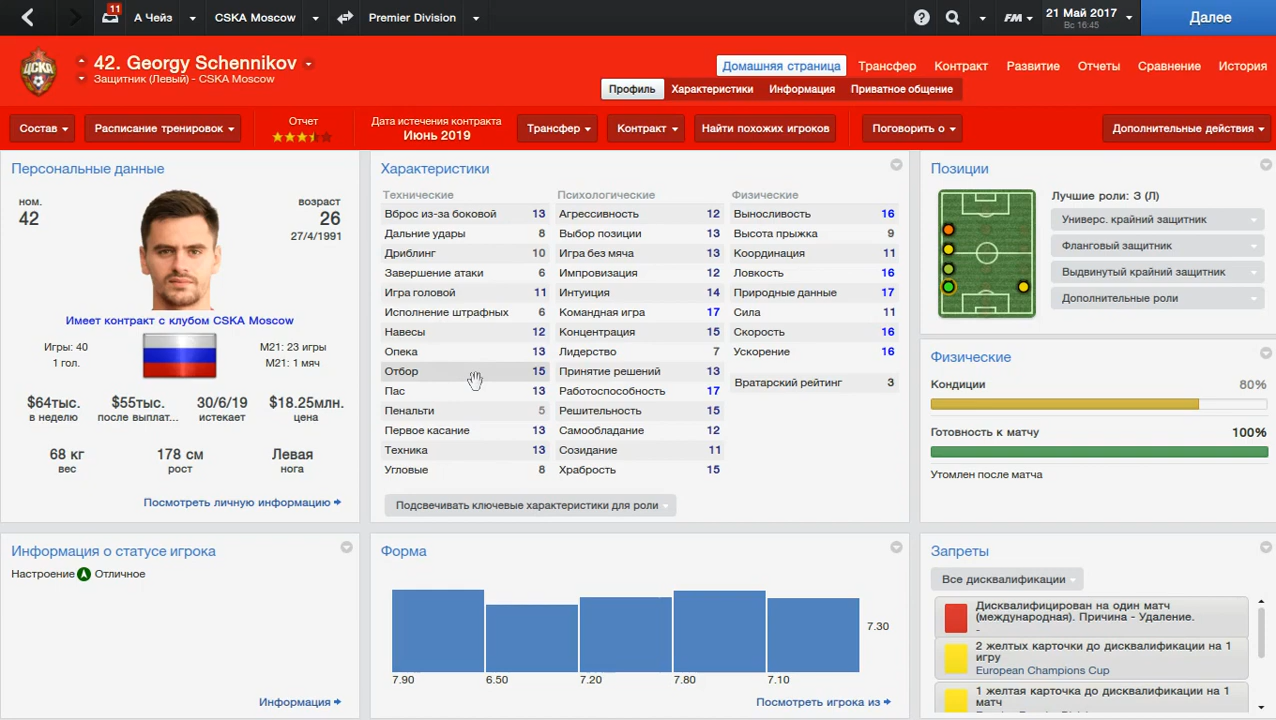 11
А Чейз
CSKA Moscow
Premier Division
?
FM
21 Май 2017
Вс 16:45
Далее
ЦСКА
42. Georgy Schennikov
Защитник (Левый) - CSKA Moscow
Домашняя страница
Трансфер
Контракт
Развитие
Отчеты
Сравнение
История
Профиль
Характеристики
Информация
Приватное общение
Состав
Расписание тренировок
Отчет
Дата истечения контракта
Июнь 2019
Трансфер
Контракт
Найти похожих игроков
Поговорить о
Дополнительные действия
Персональные данные
ном.
42
возраст
26
27/4/1991
Имеет контракт с клубом CSKA Moscow
Игры: 40
1 гол.
М21: 23 игры
М21: 1 мяч
$64тыс.
в неделю
$55тыс.
после выплат...
30/6/19
истекает
$18.25млн.
цена
68 кг
вес
178 см
рост
Левая
нога
Посмотреть личную информацию
Характеристики
Технические
Вброс из-за боковой 13
Дальние удары 8
Дриблинг 10
Завершение атаки 6
Игра головой 11
Исполнение штрафных 6
Навесы 12
Опека 13
Отбор 15
Пас 13
Пенальти 5
Первое касание 13
Техника 13
Угловые 8
Психологические
Агрессивность 12
Выбор позиции 13
Игра без мяча 13
Импровизация 12
Интуиция 14
Командная игра 17
Концентрация 15
Лидерство 7
Принятие решений 13
Работоспособность 17
Решительность 15
Самообладание 12
Созидание 11
Храбрость 15
Физические
Выносливость 16
Высота прыжка 9
Координация 11
Ловкость 16
Природные данные 17
Сила 11
Скорость 16
Ускорение 16
Вратарский рейтинг 3
Подсвечивать ключевые характеристики для роли
Позиции
Лучшие роли: З (Л)
Универс. крайний защитник
Фланговый защитник
Выдвинутый крайний защитник
Дополнительные роли
Физические
Кондиции 80%
Готовность к матчу 100%
Утомлен после матча
Информация о статусе игрока
Настроение Отличное
Информация
Форма
7.30
7.90 6.50 7.20 7.80 7.10
Посмотреть игрока из
Запреты
Все дисквалификации
Дисквалифицирован на один матч
(международная). Причина - Удаление.
-
2 желтых карточки до дисквалификации на 1
игру
European Champions Cup
1 желтая карточка до дисквалификации на 1
матч